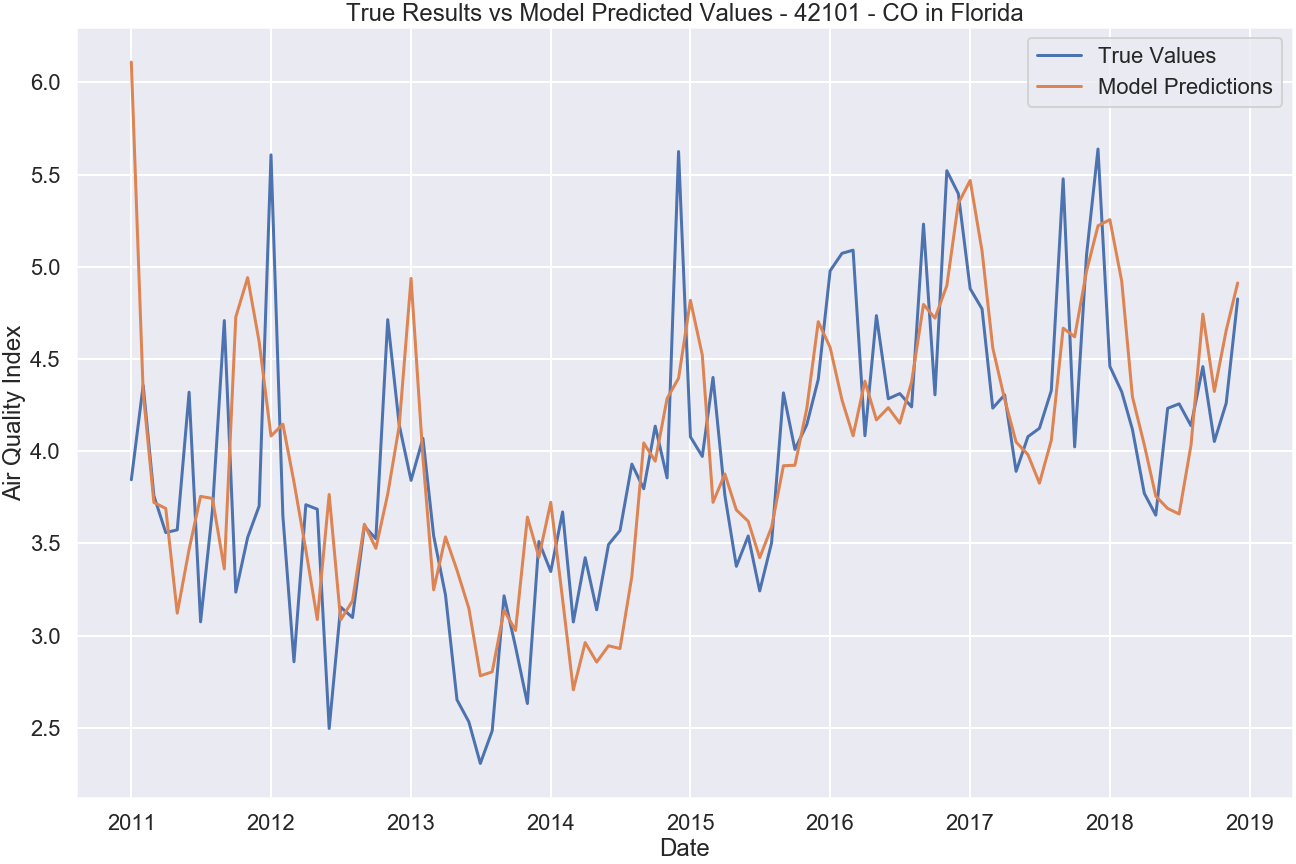 True Results vs Model Predicted Values - 42101 - CO in Florida
True Values
Model Predictions
Air Quality Index
6.0
5.5
5.0
4.5
4.0
3.5
3.0
2.5
2011 2012 2013 2014 2015 2016 2017 2018 2019
Date